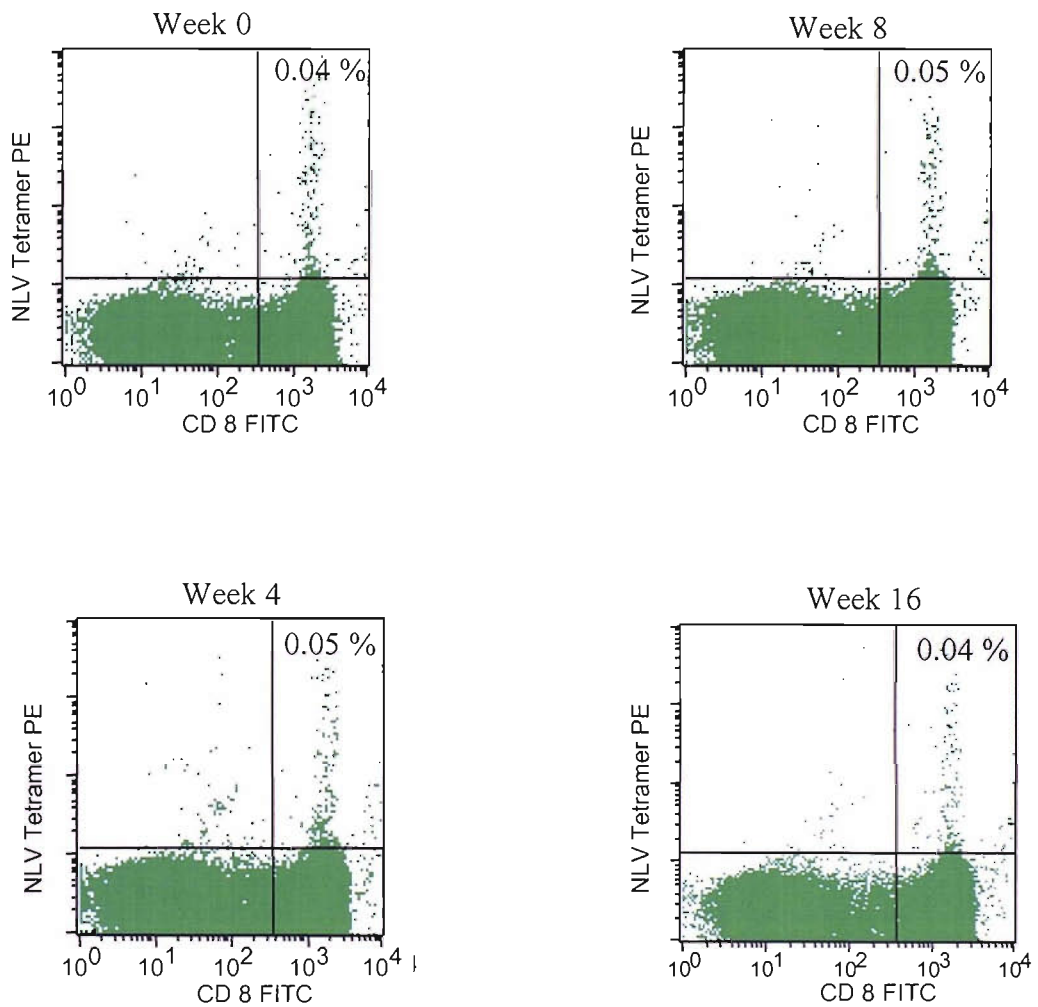 Week 0
0.04 %
NLV Tetramer PE
10^0 10^1 10^2 10^3 10^4
CD 8 FITC
Week 8
0.05 %
NLV Tetramer PE
10^0 10^1 10^2 10^3 10^4
CD 8 FITC
Week 4
0.05 %
NLV Tetramer PE
10^0 10^1 10^2 10^3 10^4
CD 8 FITC
Week 16
0.04 %
NLV Tetramer PE
10^0 10^1 10^2 10^3 10^4
CD 8 FITC